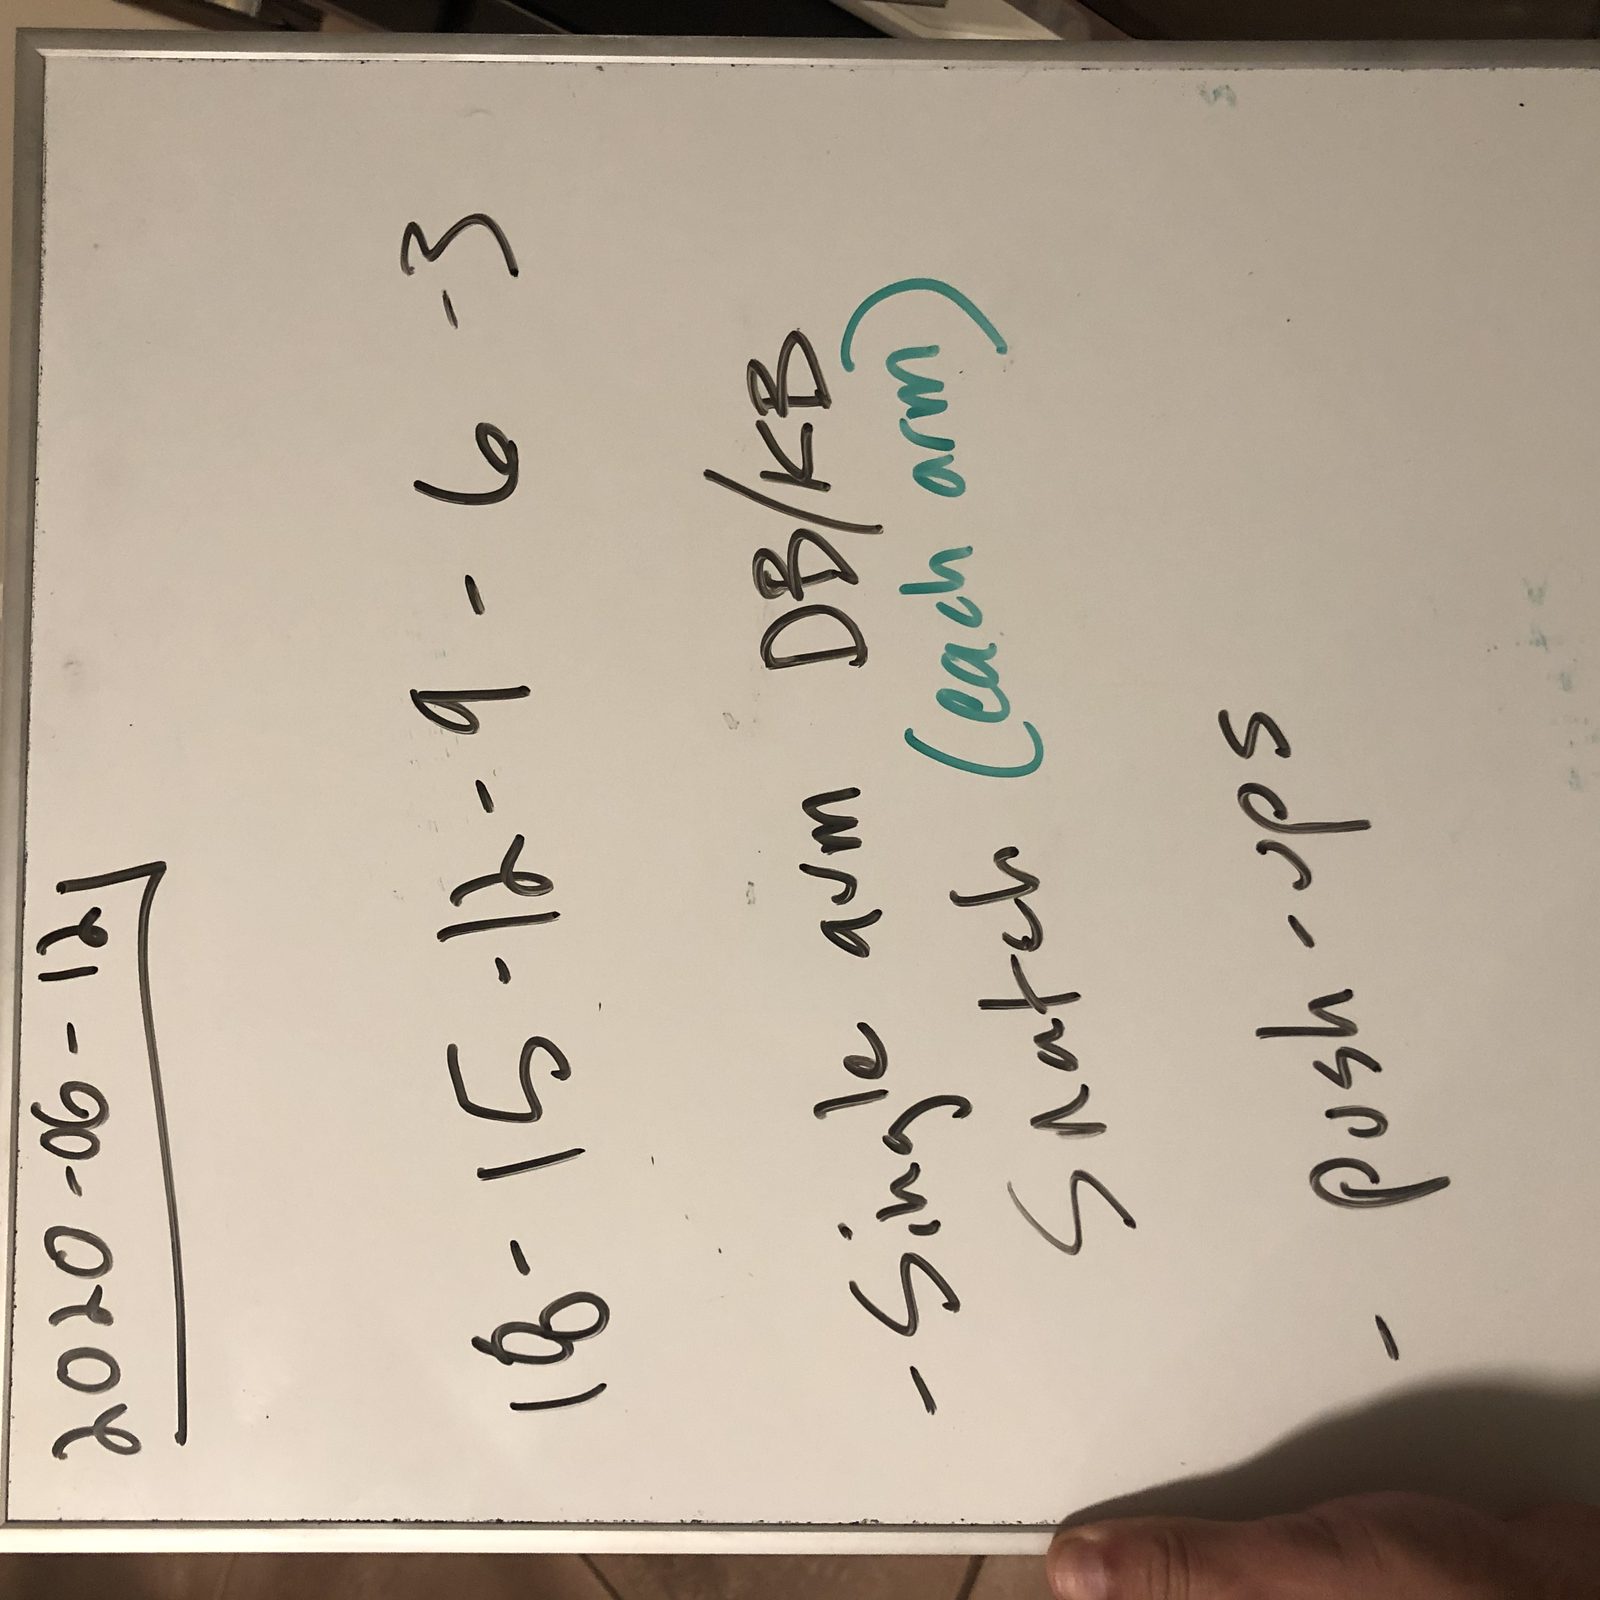 2020-06-12
18-15-12-9-6-3
- Single arm DB/KB
Snatch (each arm)
- push-ups